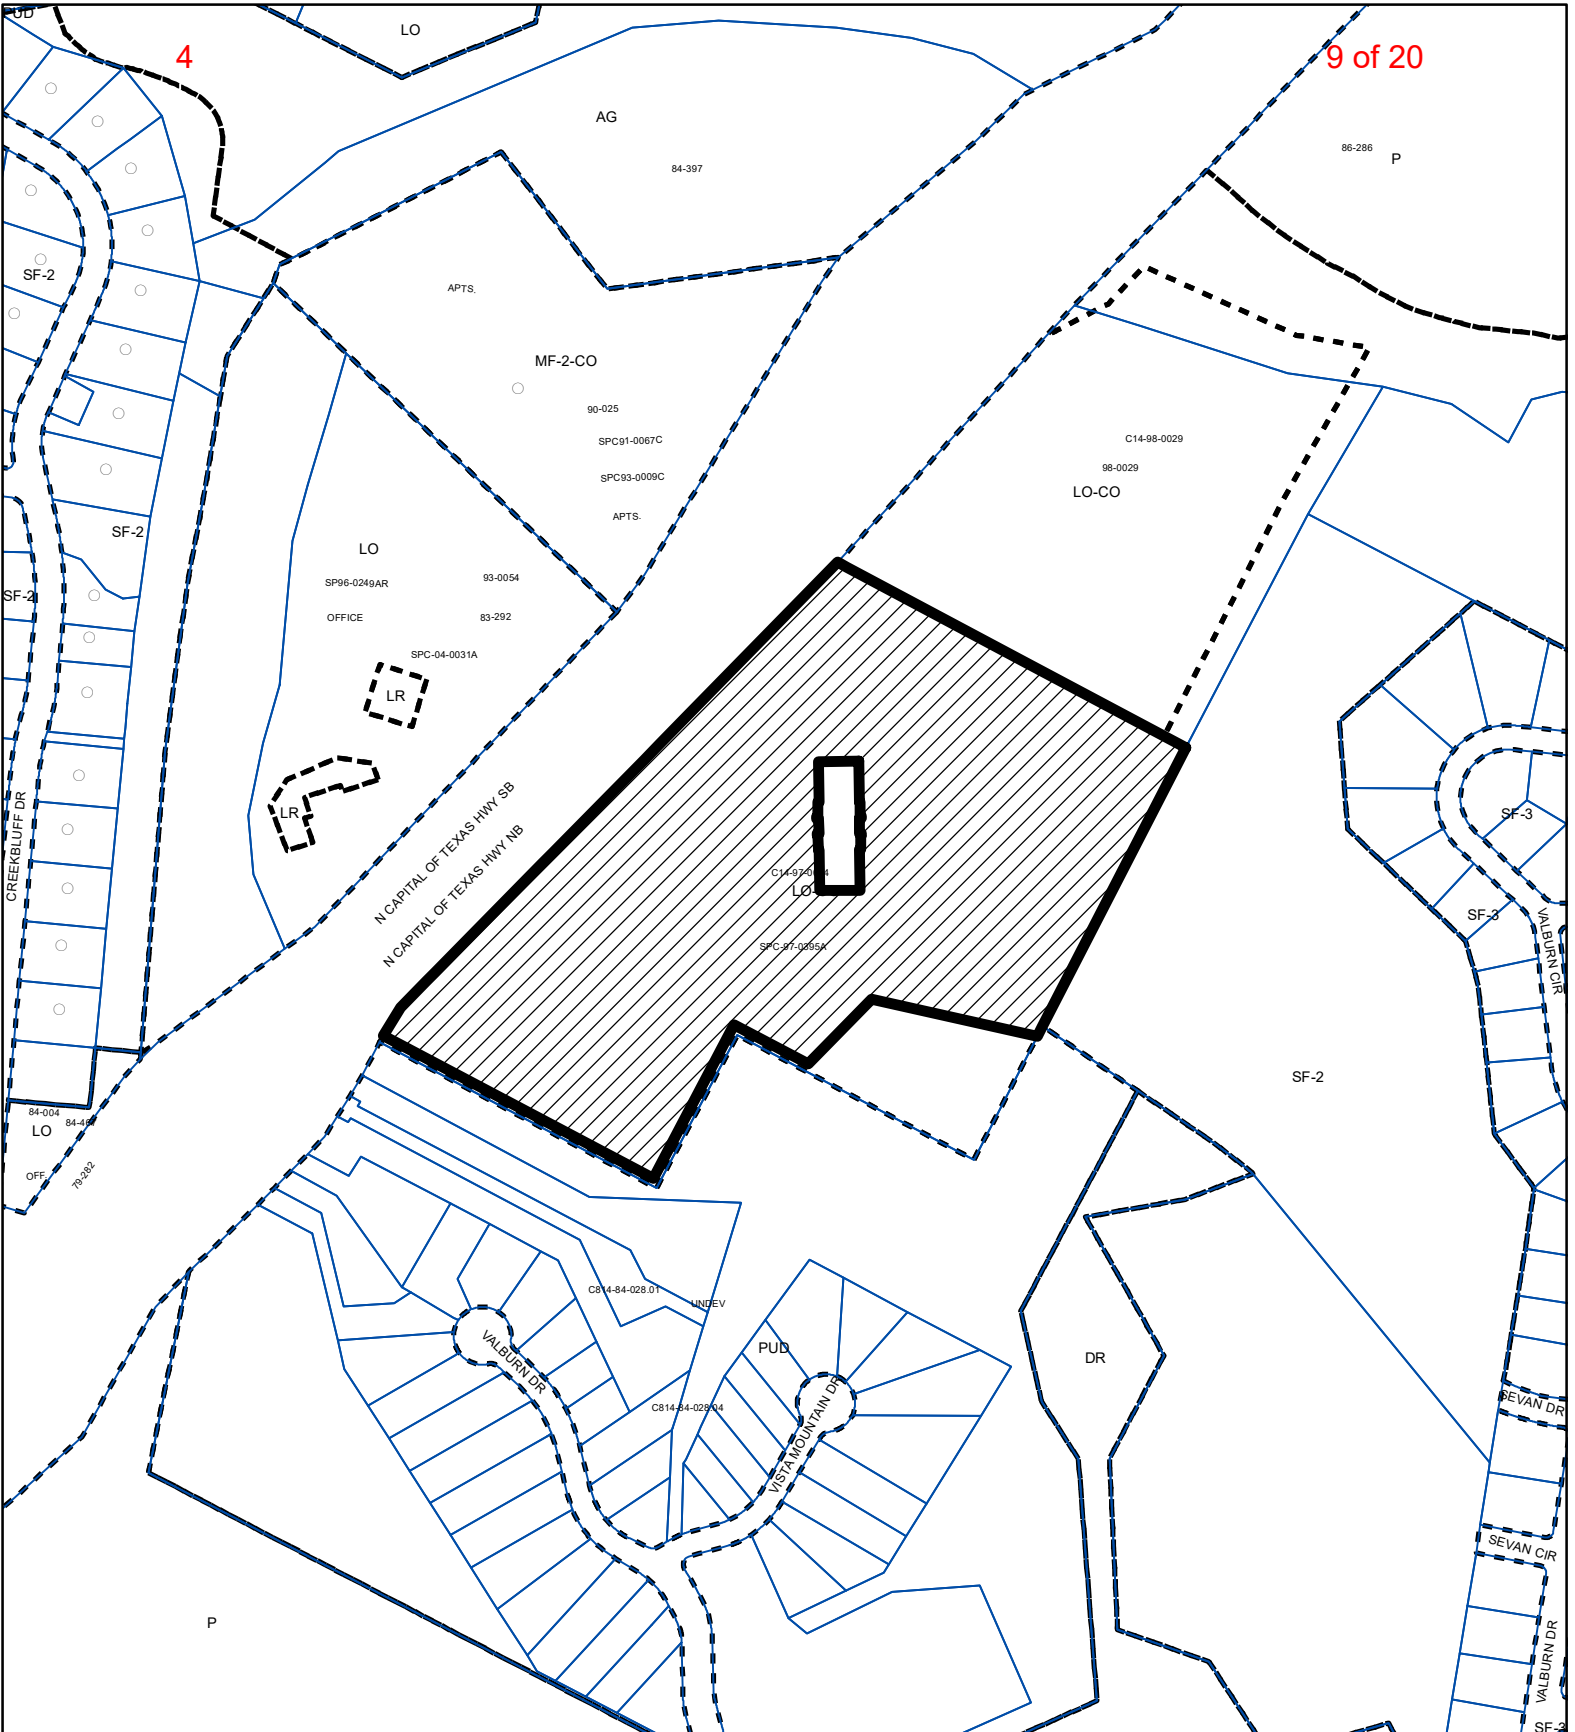 PUD
LO
4
9 of 20
AG
86-286
P
84-397
SF-2
APTS.
MF-2-CO
90-025
SPC91-0067C
SPC93-0009C
APTS.
C14-98-0029
98-0029
LO-CO
SF-2
LO
SP96-0249AR
93-0054
SF-2
OFFICE
83-292
SPC-04-0031A
LR
LR
N CAPITAL OF TEXAS HWY SB
N CAPITAL OF TEXAS HWY NB
CREEKBLUFF DR
SF-3
SF-3
VALBURN CIR
SPC-97-0395A
SF-2
84-004
LO
OFF.
79-282
C814-84-028.01
UNDEV
VALBURN DR
PUD
DR
C814-84-028.04
VISTA MOUNTAIN DR
SEVAN DR
SEVAN CIR
P
VALBURN DR
SF-3